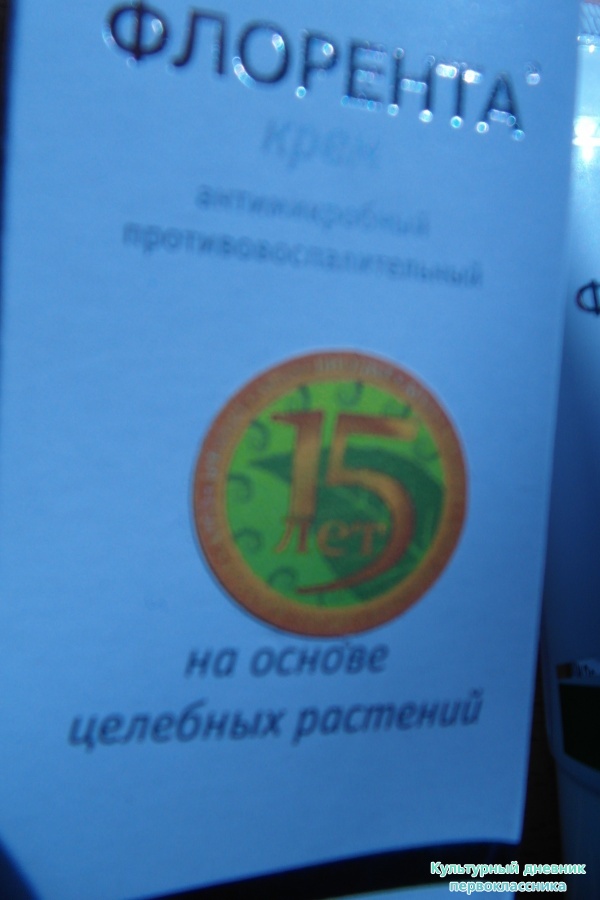 ФЛОРЕНТА
крем
антимикробный
противовоспалительный
15
лет
на основе
целебных растений
Культурный дневник
первоклассника